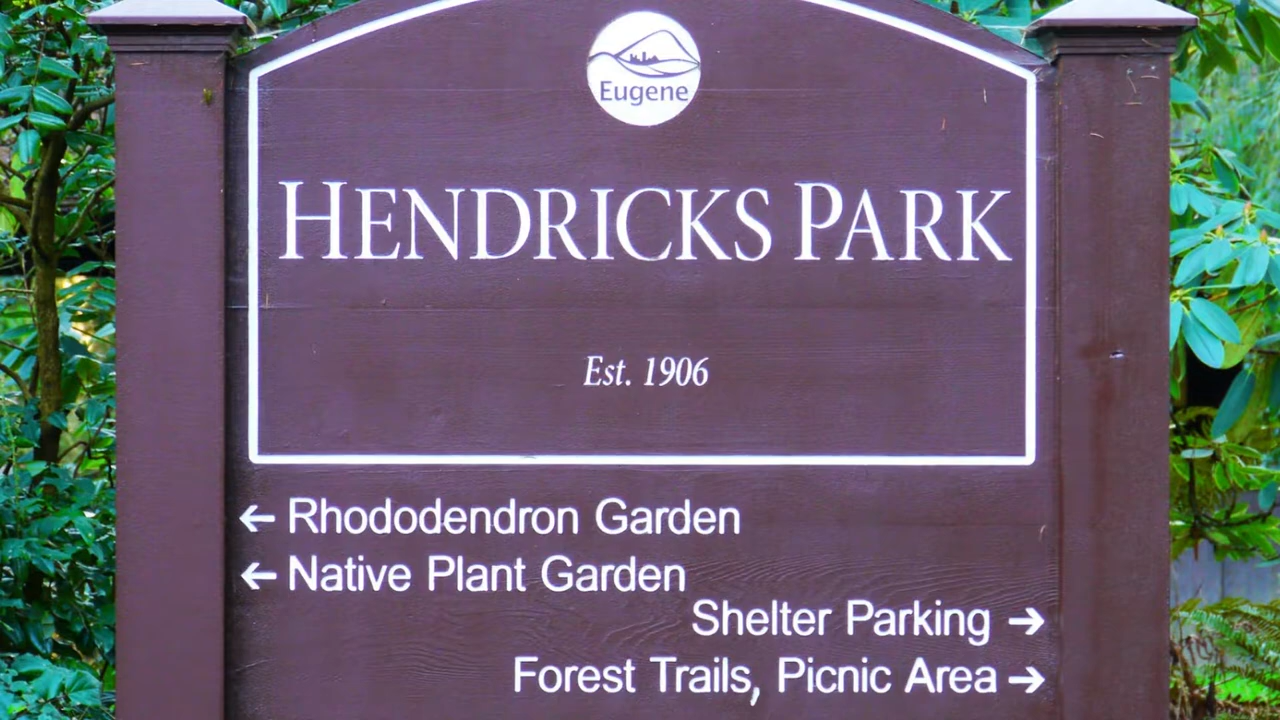 Eugene
HENDRICKS PARK
Est. 1906
← Rhododendron Garden
← Native Plant Garden
Shelter Parking →
Forest Trails, Picnic Area →